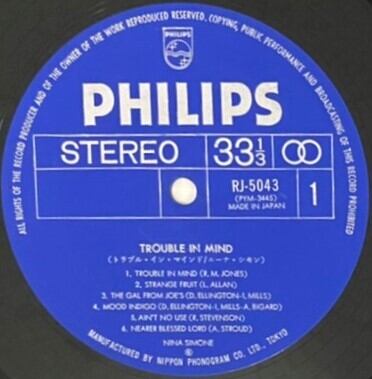 ALL RIGHTS OF THE RECORD PRODUCER AND OF THE OWNER OF THE WORK REPRODUCED RESERVED. COPYING, PUBLIC PERFORMANCE AND BROADCASTING OF THIS RECORD PROHIBITED
PHILIPS
PHILIPS
STEREO 33 1/3
RJ-5043
(PYM-3445)
MADE IN JAPAN
1
TROUBLE IN MIND
(トラブル・イン・マインド/ニーナ・シモン)
1. TROUBLE IN MIND (R. M. JONES)
2. STRANGE FRUIT (L. ALLAN)
3. THE GAL FROM JOE'S (D. ELLINGTON-I, MILLS)
4. MOOD INDIGO (D. ELLINGTON-I, MILLS-A, BIGARD)
5. AIN'T NO USE (R. STEVENSON)
6. NEARER BLESSED LORD (A. STROUD)
NINA SIMONE
Ⓟ
MANUFACTURED BY NIPPON PHONOGRAM CO. LTD., TOKYO